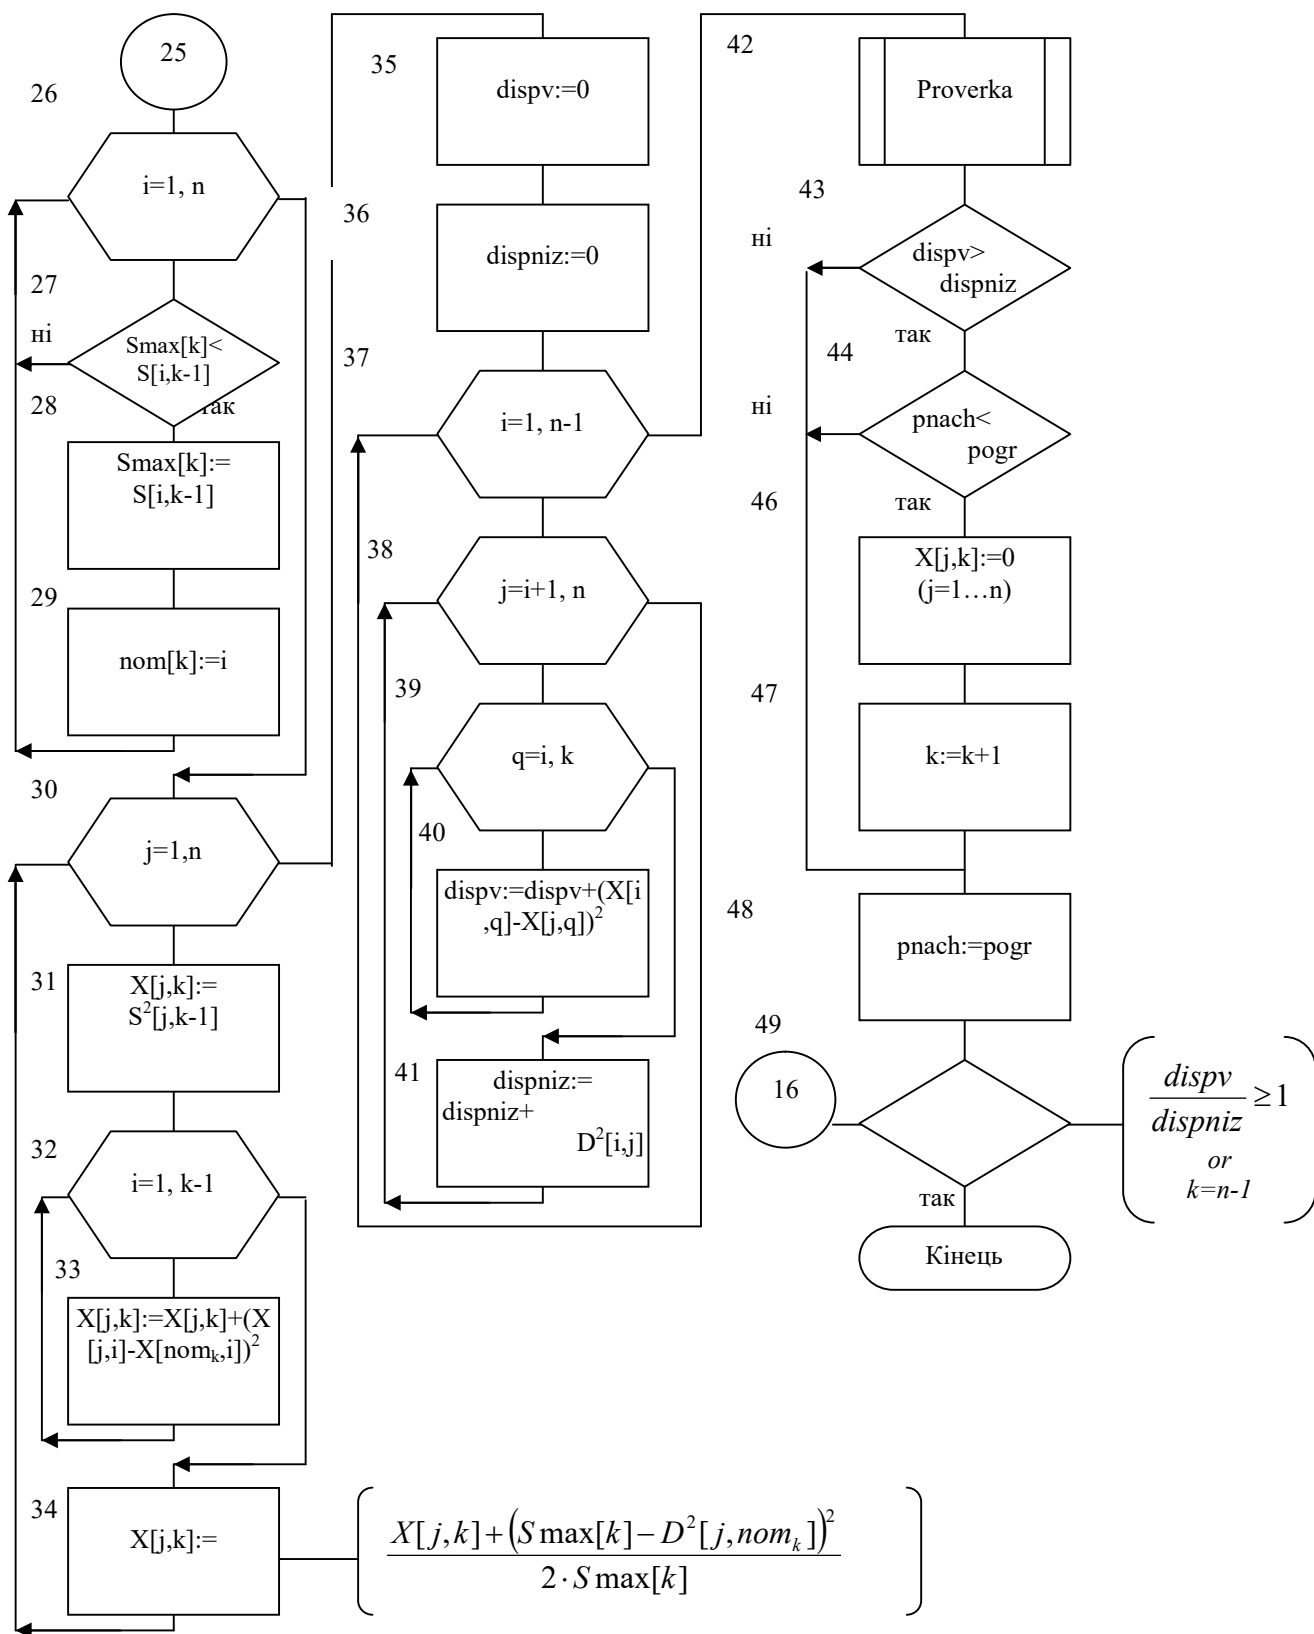 25
26
i=1, n
27
ні
Smax[k]<
S[i,k-1]
28
так
Smax[k]:=
S[i,k-1]
29
nom[k]:=i
30
j=1,n
31
X[j,k]:=
S²[j,k-1]
32
i=1, k-1
33
X[j,k]:=X[j,k]+(X
[j,i]-X[nomₖ,i])²
34
X[j,k]:=
X[j,k]+(Smax[k]−D²[j,nomₖ])²
2·Smax[k]
35
dispv:=0
36
dispniz:=0
37
i=1, n-1
38
j=i+1, n
39
q=i, k
40
dispv:=dispv+(X[i
,q]-X[j,q])²
41
dispniz:=
dispniz+
D²[i,j]
42
Proverka
43
ні
dispv>
dispniz
так
44
ні
pnach<
pogr
так
46
X[j,k]:=0
(j=1…n)
47
k:=k+1
48
pnach:=pogr
49
16
dispv
dispniz
≥1
or
k=n-1
так
Кінець